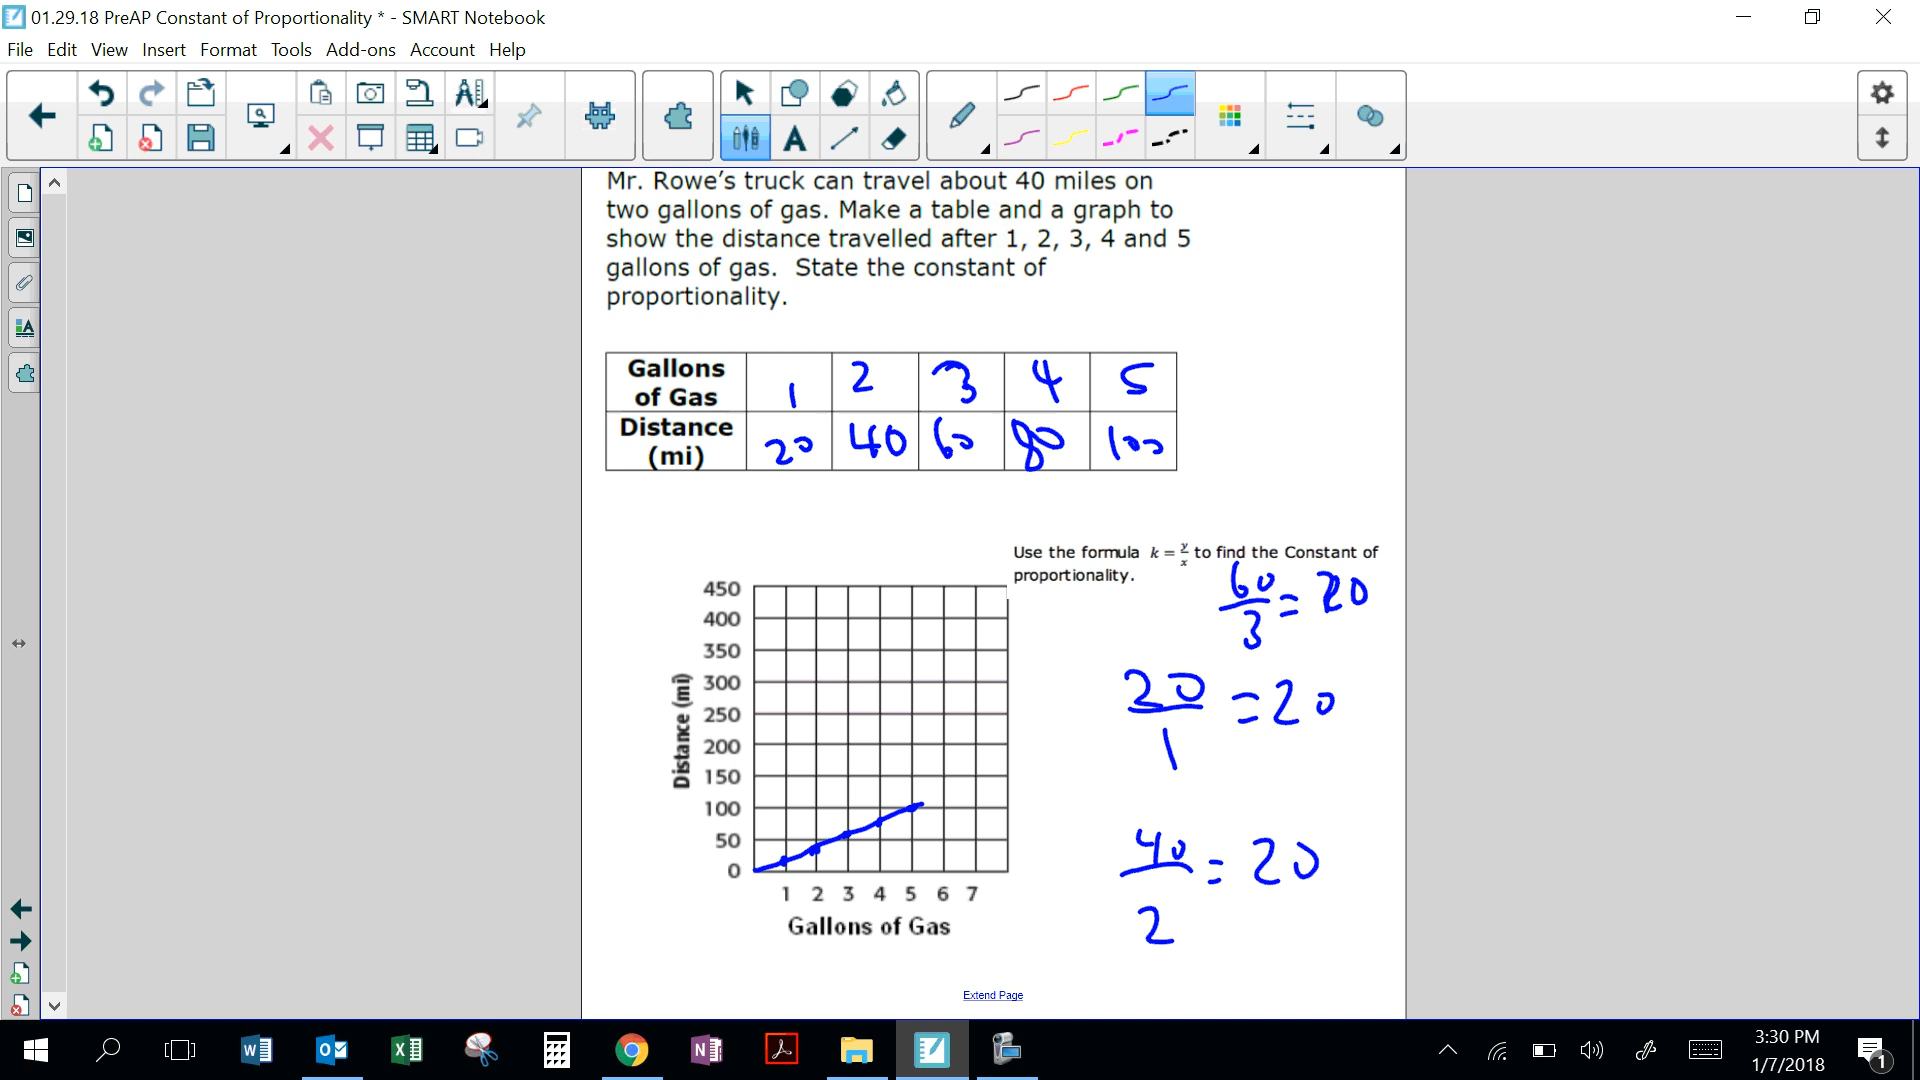 01.29.18 PreAP Constant of Proportionality * - SMART Notebook
File Edit View Insert Format Tools Add-ons Account Help
Mr. Rowe's truck can travel about 40 miles on
two gallons of gas. Make a table and a graph to
show the distance travelled after 1, 2, 3, 4 and 5
gallons of gas. State the constant of
proportionality.
Gallons of Gas 1 2 3 4 5
Distance (mi) 20 40 60 80 100
Use the formula k = y/x to find the Constant of
proportionality.
60/3 = 20
20/1 = 20
40/2 = 20
Distance (mi)
450
400
350
300
250
200
150
100
50
0
1 2 3 4 5 6 7
Gallons of Gas
Extend Page
3:30 PM
1/7/2018
1